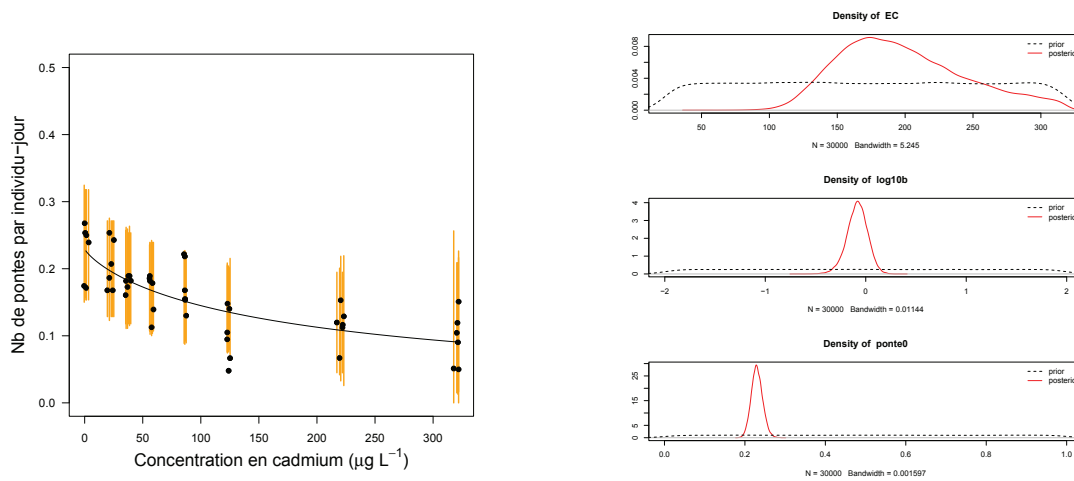 Nb de pontes par individu-jour
0.5
0.4
0.3
0.2
0.1
0.0
0 50 100 150 200 250 300
Concentration en cadmium (μg L⁻¹)
Density of EC
0.008
0.004
0.000
prior
posterio
50 100 150 200 250 300
N = 30000 Bandwidth = 5.245
Density of log10b
4
3
2
1
0
prior
posterio
−2 −1 0 1 2
N = 30000 Bandwidth = 0.01144
Density of ponte0
25
15
5
0
prior
posterio
0.0 0.2 0.4 0.6 0.8 1.0
N = 30000 Bandwidth = 0.001597